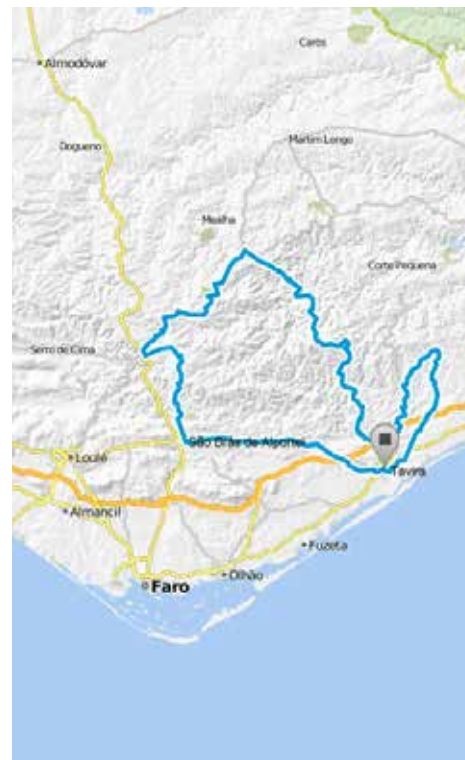 Caros
Almodôvar
Dogueno
Martim Longo
Mealha
Corte Pequena
Serro de Cima
São Brás de Alportel
Loulé
Tavira
Almancil
Fuzeta
Olhão
Faro